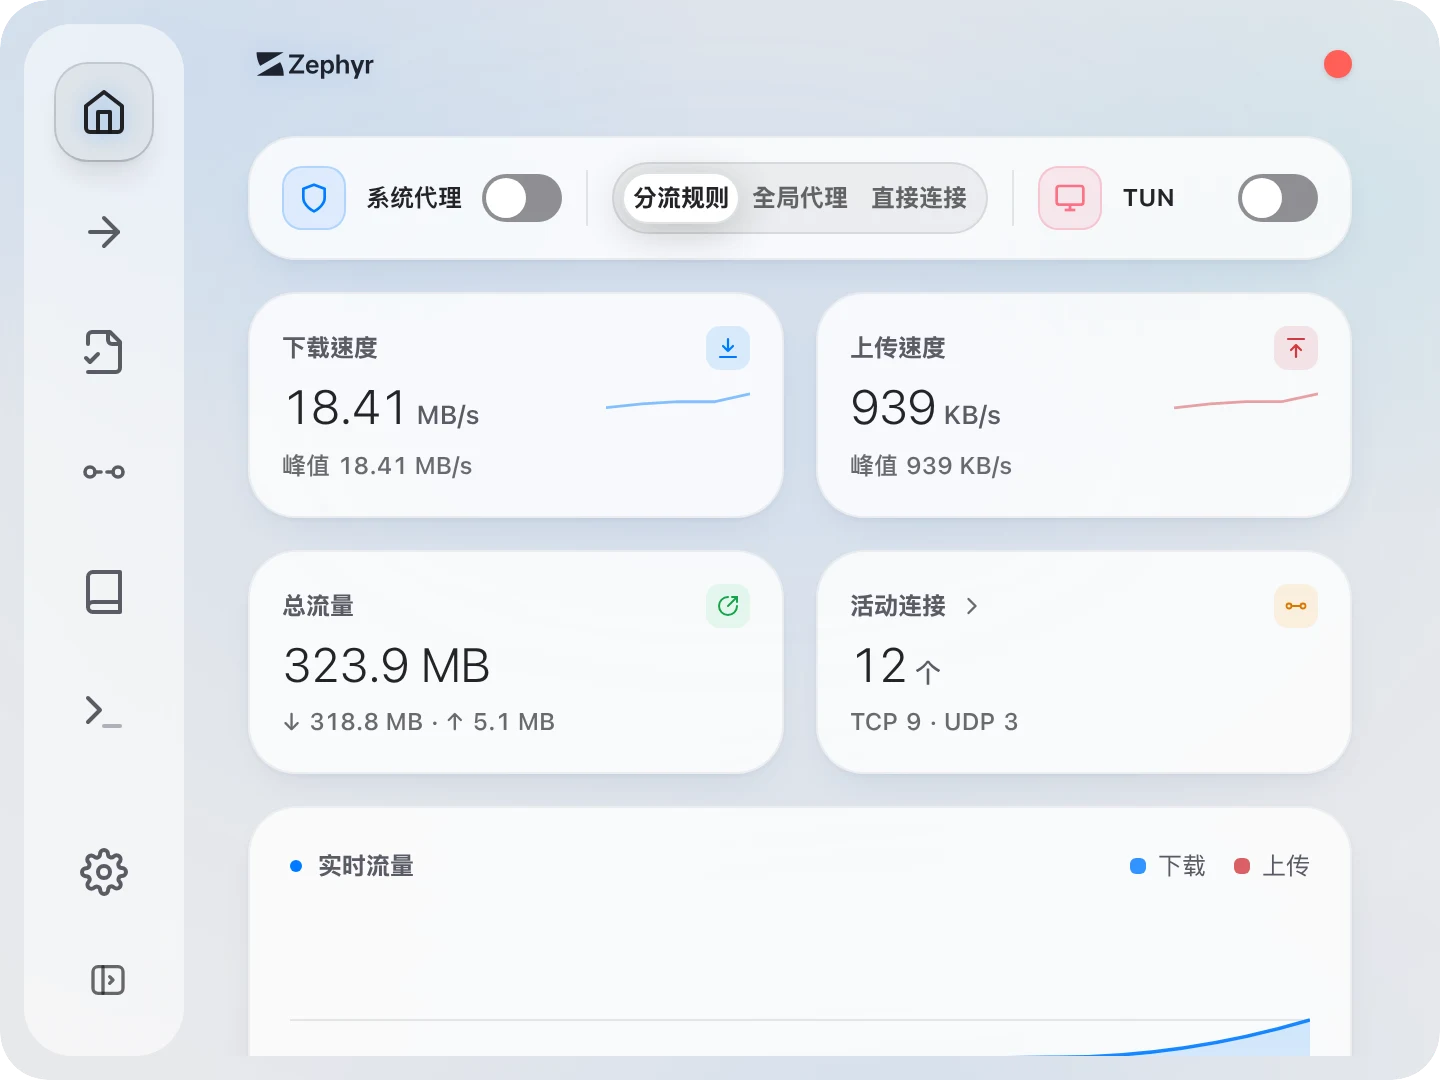 Zephyr
系统代理
分流规则 全局代理 直接连接
TUN
下载速度
18.41 MB/s
峰值 18.41 MB/s
上传速度
939 KB/s
峰值 939 KB/s
总流量
323.9 MB
↓ 318.8 MB · ↑ 5.1 MB
活动连接
12 个
TCP 9 · UDP 3
实时流量
下载 上传